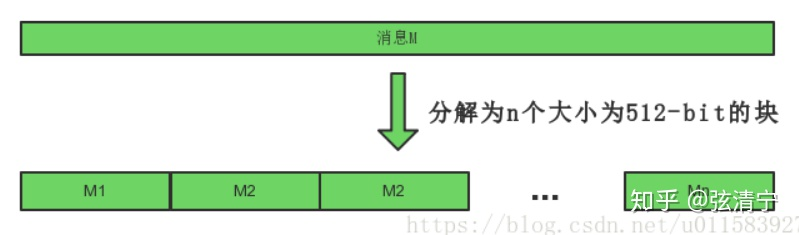 消息M
分解为n个大小为512-bit的块
M1 M2 M2 ...
知乎 @弦清宁
https://blog.csdn.net/u011583927